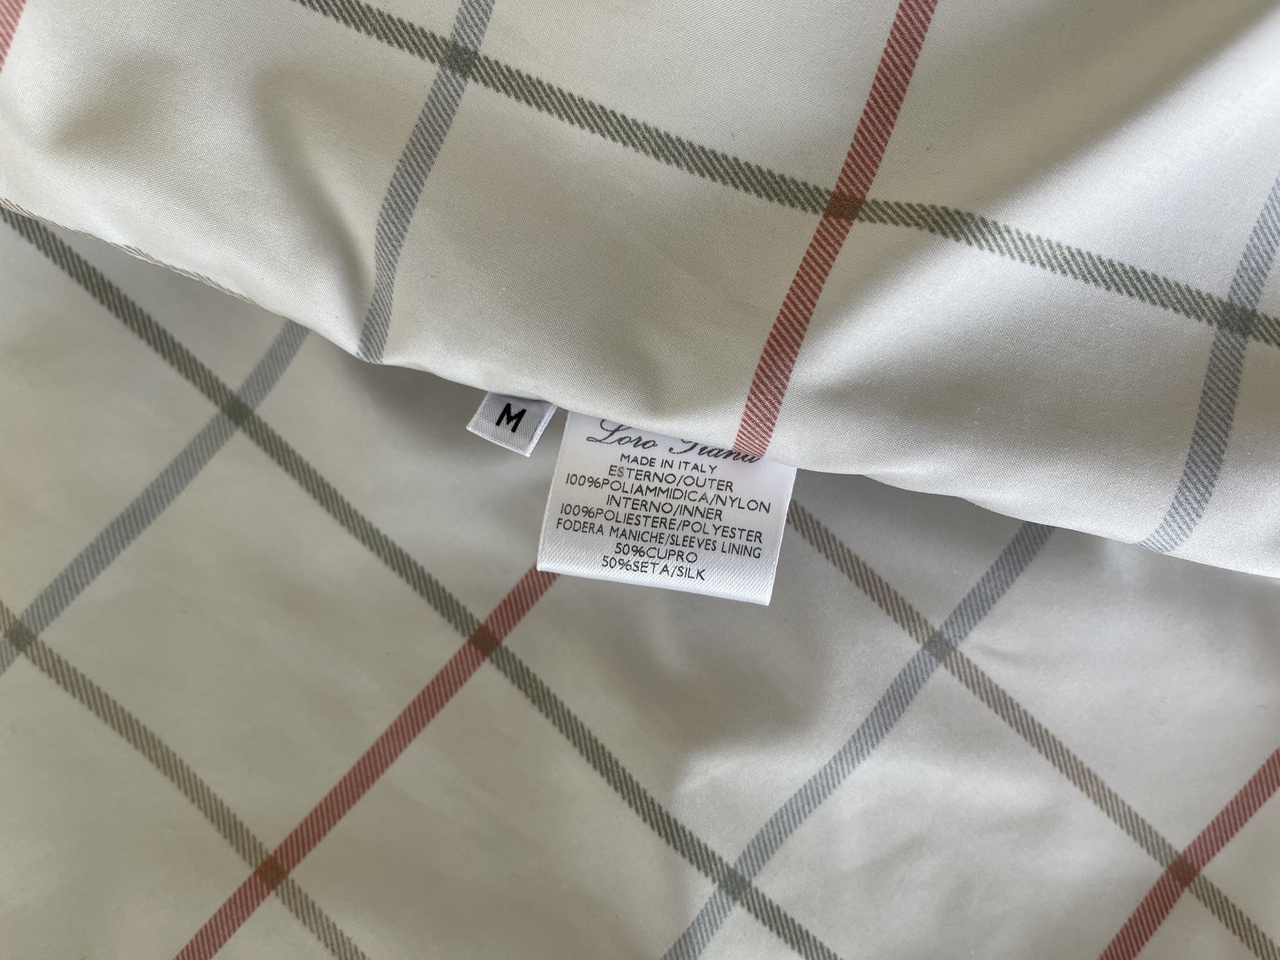 M
Loro Piana
MADE IN ITALY
ESTERNO/OUTER
100%POLIAMMIDICA/NYLON
INTERNO/INNER
100%POLIESTERE/POLYESTER
FODERA MANICHE/SLEEVES LINING
50%CUPRO
50%SETA/SILK